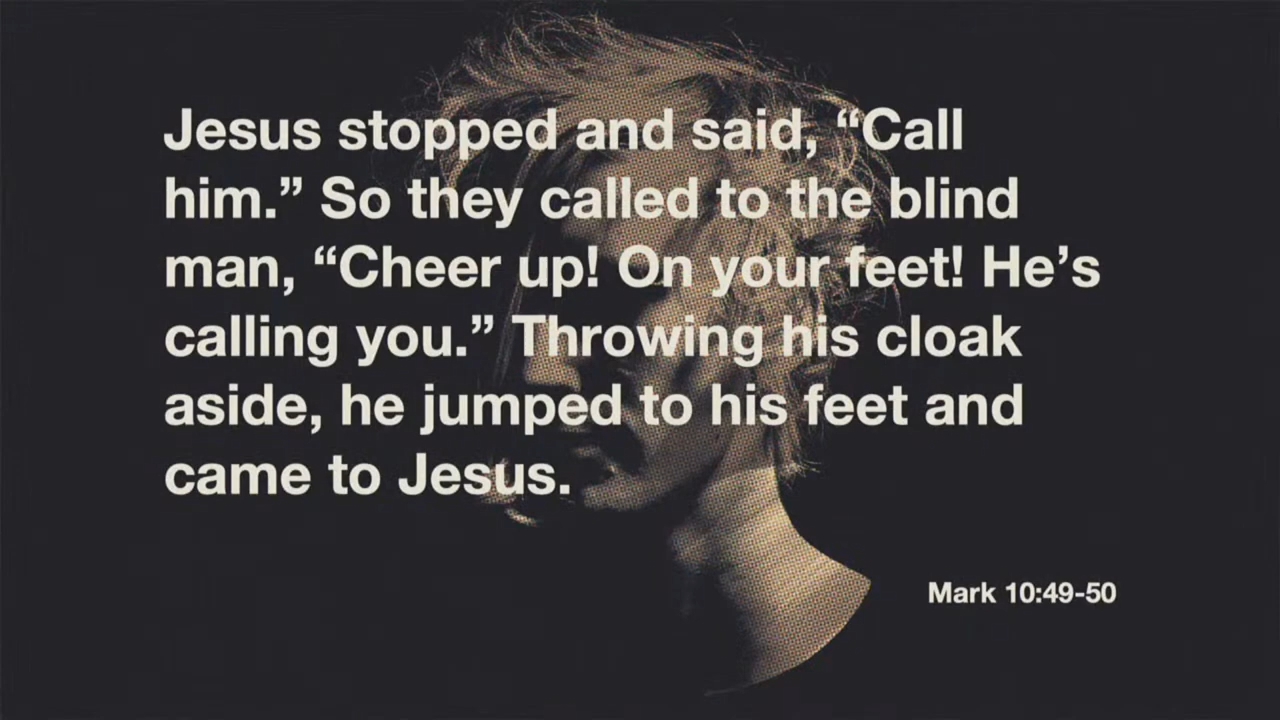 Jesus stopped and said, “Call
him.” So they called to the blind
man, “Cheer up! On your feet! He’s
calling you.” Throwing his cloak
aside, he jumped to his feet and
came to Jesus.
Mark 10:49-50